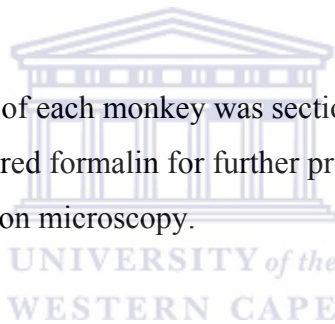 of each monkey was sectio
red formalin for further pr
on microscopy.
UNIVERSITY of the
WESTERN CAPE